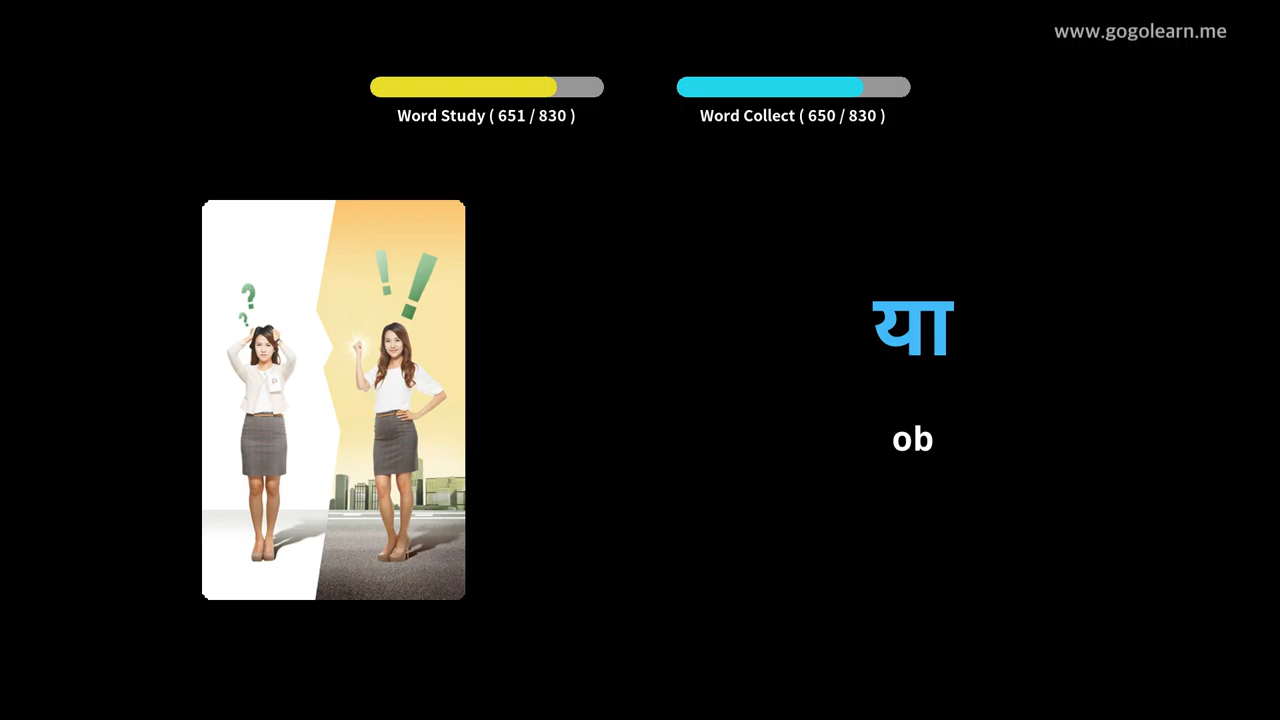 www.gogolearn.me
Word Study ( 651 / 830 )
Word Collect ( 650 / 830 )
? ?
! !
या
ob